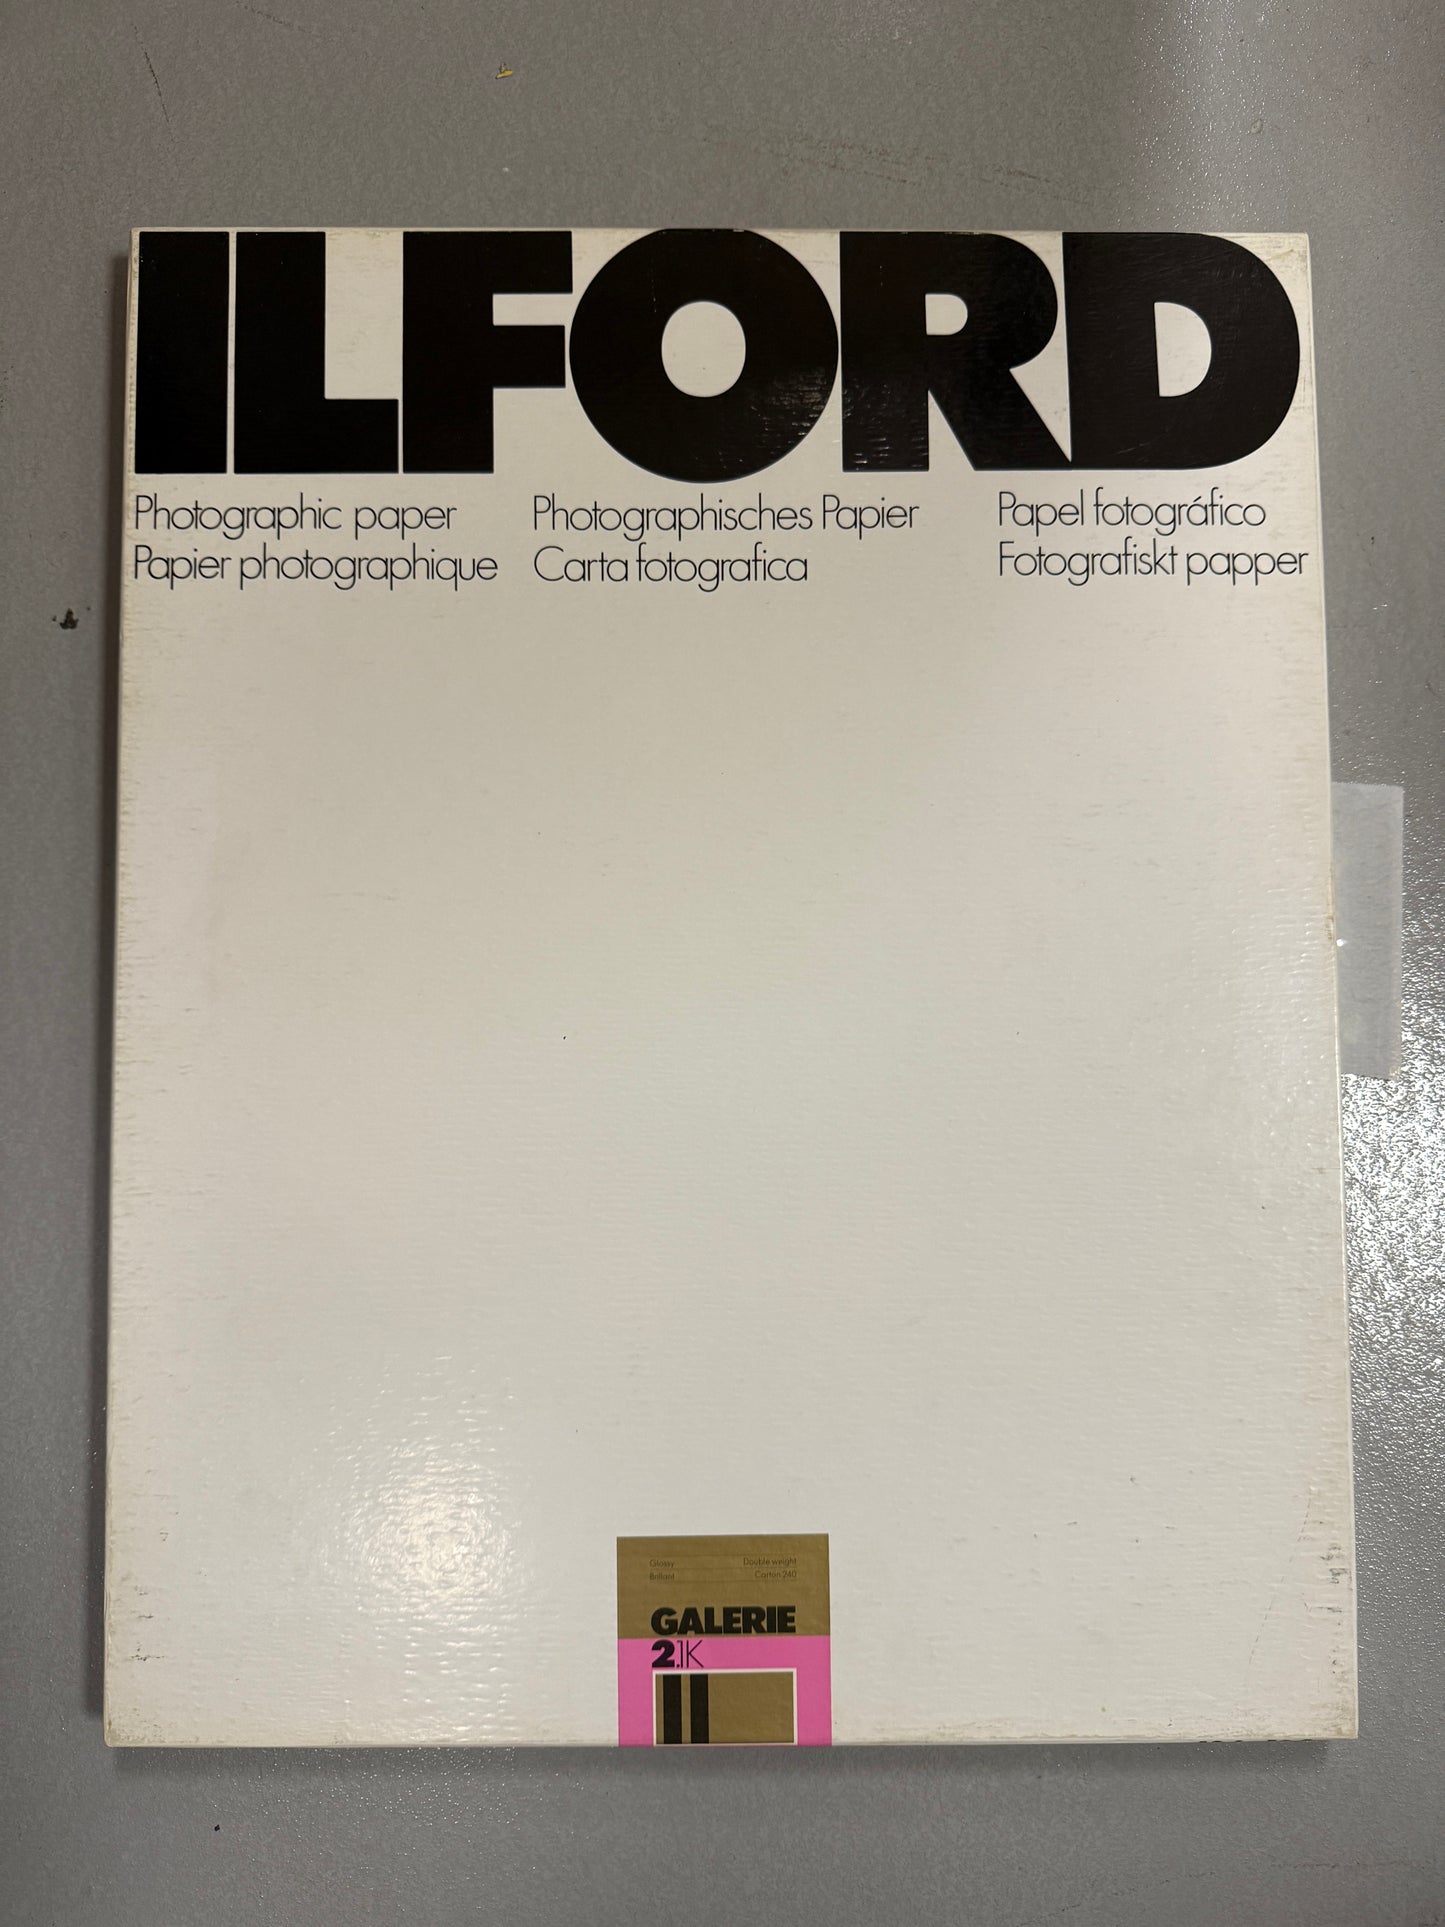 ILFORD
Photographic paper
Papier photographique
Photographisches Papier
Carta fotografica
Papel fotográfico
Fotografiskt papper
Glossy
Brillant
Double weight
Carton 240
GALERIE
2.1K